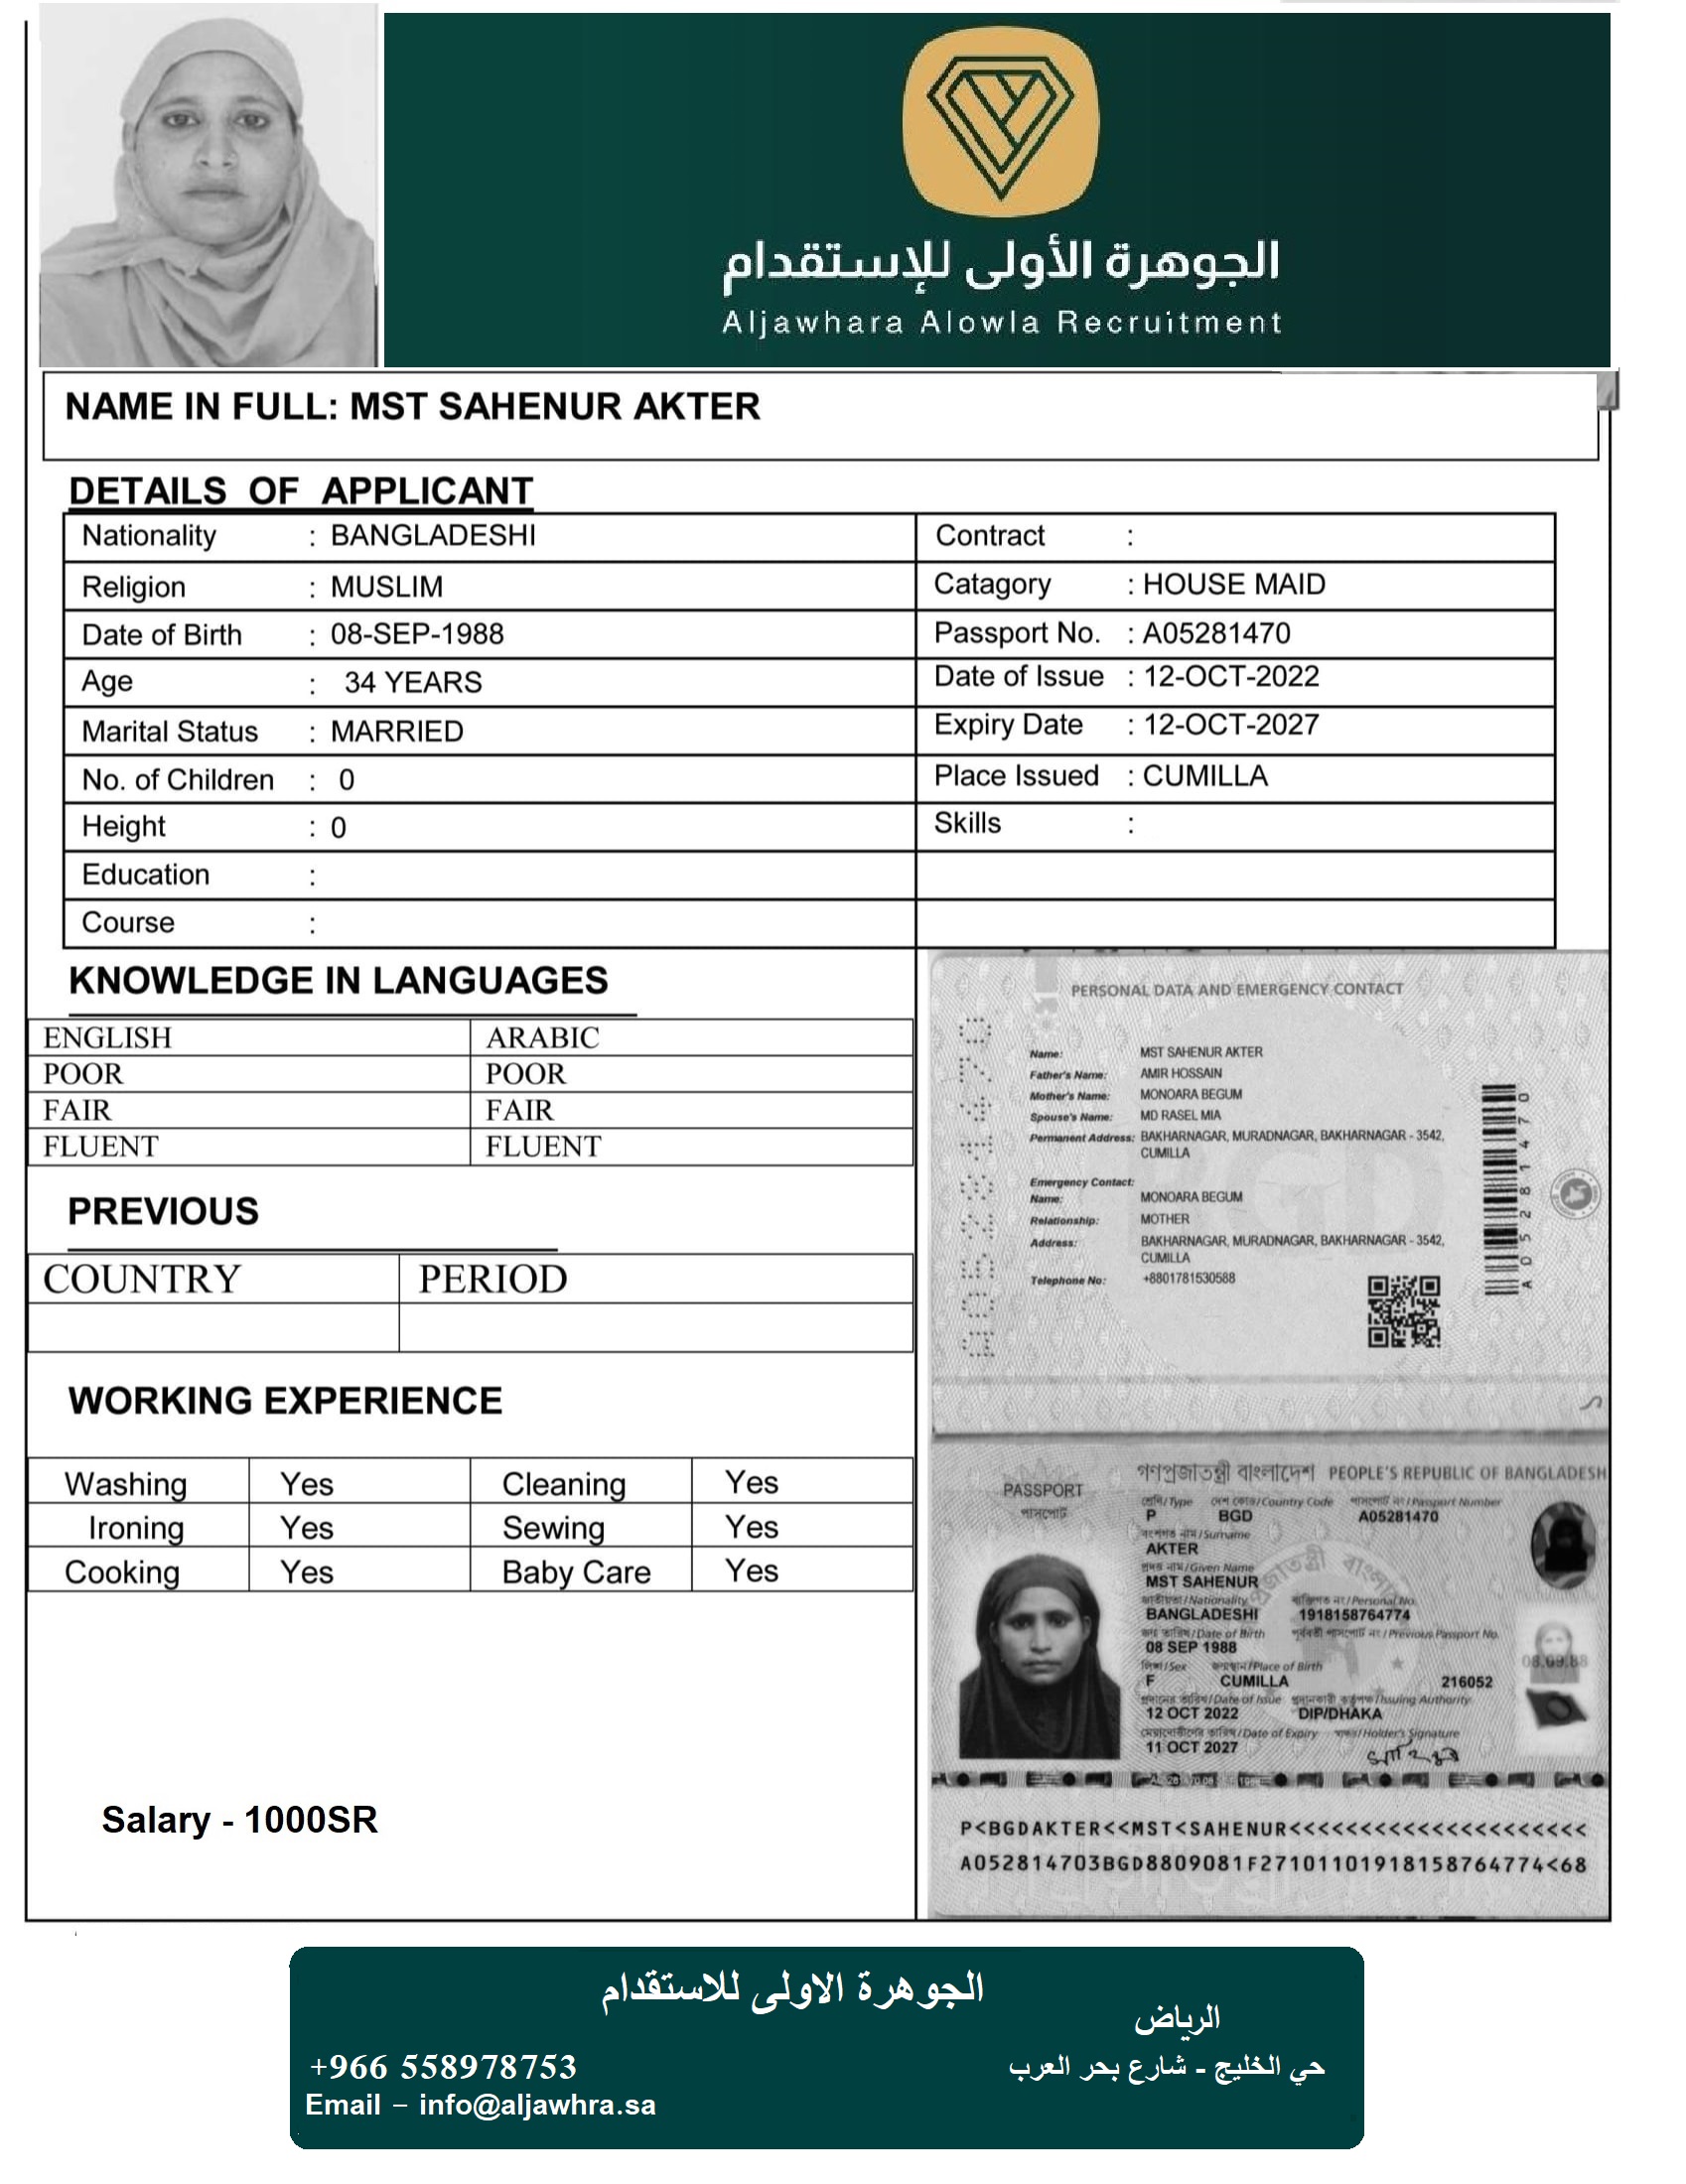 الجوهرة الأولى للإستقدام
Aljawhara Alowla Recruitment
NAME IN FULL: MST SAHENUR AKTER
DETAILS OF APPLICANT
Nationality : BANGLADESHI
Contract :
Religion : MUSLIM
Catagory : HOUSE MAID
Date of Birth : 08-SEP-1988
Passport No. : A05281470
Age : 34 YEARS
Date of Issue : 12-OCT-2022
Marital Status : MARRIED
Expiry Date : 12-OCT-2027
No. of Children : 0
Place Issued : CUMILLA
Height : 0
Skills :
Education :
Course :
KNOWLEDGE IN LANGUAGES
ENGLISH ARABIC
POOR POOR
FAIR FAIR
FLUENT FLUENT
PREVIOUS
COUNTRY PERIOD
WORKING EXPERIENCE
Washing Yes Cleaning Yes
Ironing Yes Sewing Yes
Cooking Yes Baby Care Yes
Salary - 1000SR
PERSONAL DATA AND EMERGENCY CONTACT
Name: MST SAHENUR AKTER
Father's Name: AMIR HOSSAIN
Mother's Name: MONOARA BEGUM
Spouse's Name: MD RASEL MIA
Permanent Address: BAKHARNAGAR, MURADNAGAR, BAKHARNAGAR - 3542,
CUMILLA
Emergency Contact:
Name: MONOARA BEGUM
Relationship: MOTHER
Address: BAKHARNAGAR, MURADNAGAR, BAKHARNAGAR - 3542,
CUMILLA
Telephone No: +8801781530588
A05281470
A05281470
গণপ্রজাতন্ত্রী বাংলাদেশ PEOPLE'S REPUBLIC OF BANGLADESH
PASSPORT
পাসপোর্ট
শ্রেণি/Type দেশ কোড/Country Code পাসপোর্ট নং/Passport Number
P BGD A05281470
বংশগত নাম/Surname
AKTER
প্রদত্ত নাম/Given Name
MST SAHENUR
জাতীয়তা/Nationality ব্যক্তিগত নং/Personal No.
BANGLADESHI 1918158764774
জন্ম তারিখ/Date of Birth পূর্ববর্তী পাসপোর্ট নং/Previous Passport No.
08 SEP 1988
লিঙ্গ/Sex জন্মস্থান/Place of Birth
F CUMILLA 216052
প্রদানের তারিখ/Date of Issue প্রদানকারী কর্তৃপক্ষ/Issuing Authority
12 OCT 2022 DIP/DHAKA
মেয়াদোত্তীর্ণের তারিখ/Date of Expiry স্বাক্ষর/Holder's Signature
11 OCT 2027
08.09.88
P<BGDAKTER<<MST<SAHENUR<<<<<<<<<<<<<<<<<<<<<
A052814703BGD8809081F27101101918158764774<68
الجوهرة الاولى للاستقدام
الرياض
حي الخليج - شارع بحر العرب
+966 558978753
Email – info@aljawhra.sa